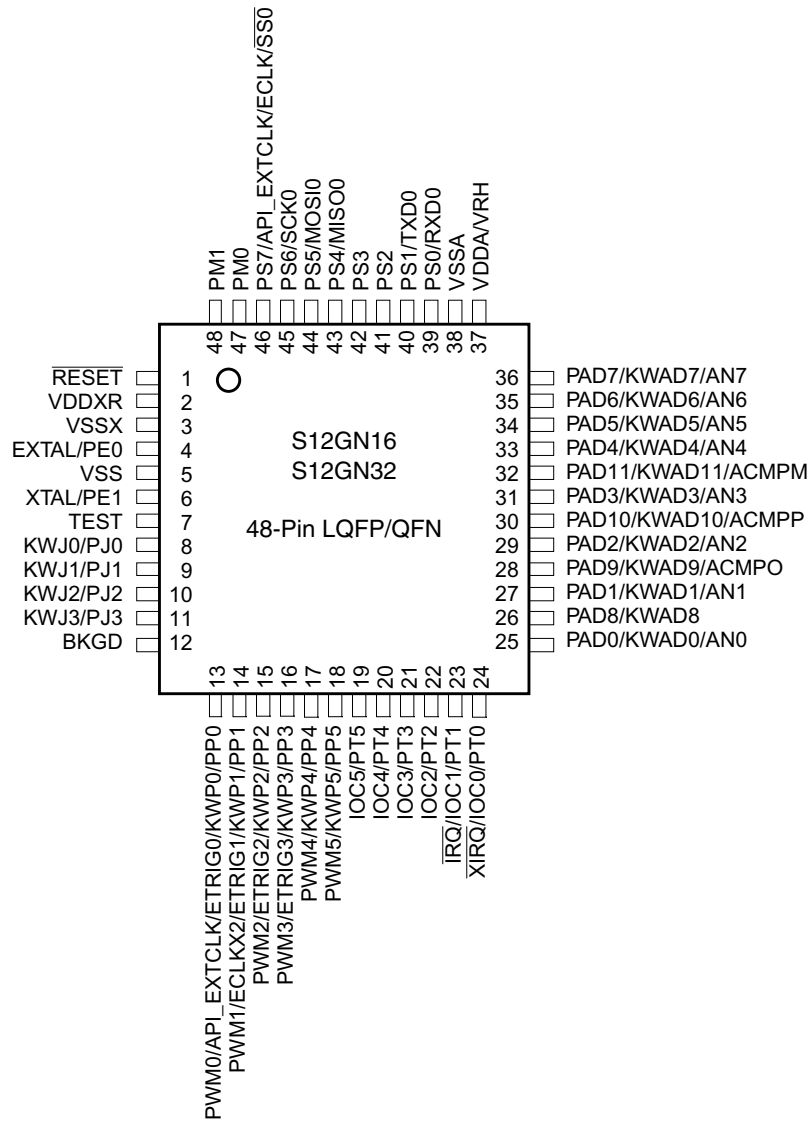 PM1
PM0
PS7/API_EXTCLK/ECLK/SS0
PS6/SCK0
PS5/MOSI0
PS4/MISO0
PS3
PS2
PS1/TXD0
PS0/RXD0
VSSA
VDDA/VRH
48
47
46
45
44
43
42
41
40
39
38
37
RESET
VDDXR
VSSX
EXTAL/PE0
VSS
XTAL/PE1
TEST
KWJ0/PJ0
KWJ1/PJ1
KWJ2/PJ2
KWJ3/PJ3
BKGD
1
2
3
4
5
6
7
8
9
10
11
12
S12GN16
S12GN32
48-Pin LQFP/QFN
36
35
34
33
32
31
30
29
28
27
26
25
PAD7/KWAD7/AN7
PAD6/KWAD6/AN6
PAD5/KWAD5/AN5
PAD4/KWAD4/AN4
PAD11/KWAD11/ACMPM
PAD3/KWAD3/AN3
PAD10/KWAD10/ACMPP
PAD2/KWAD2/AN2
PAD9/KWAD9/ACMPO
PAD1/KWAD1/AN1
PAD8/KWAD8
PAD0/KWAD0/AN0
13
14
15
16
17
18
19
20
21
22
23
24
PWM0/API_EXTCLK/ETRIG0/KWP0/PP0
PWM1/ECLKX2/ETRIG1/KWP1/PP1
PWM2/ETRIG2/KWP2/PP2
PWM3/ETRIG3/KWP3/PP3
PWM4/KWP4/PP4
PWM5/KWP5/PP5
IOC5/PT5
IOC4/PT4
IOC3/PT3
IOC2/PT2
IRQ/IOC1/PT1
XIRQ/IOC0/PT0